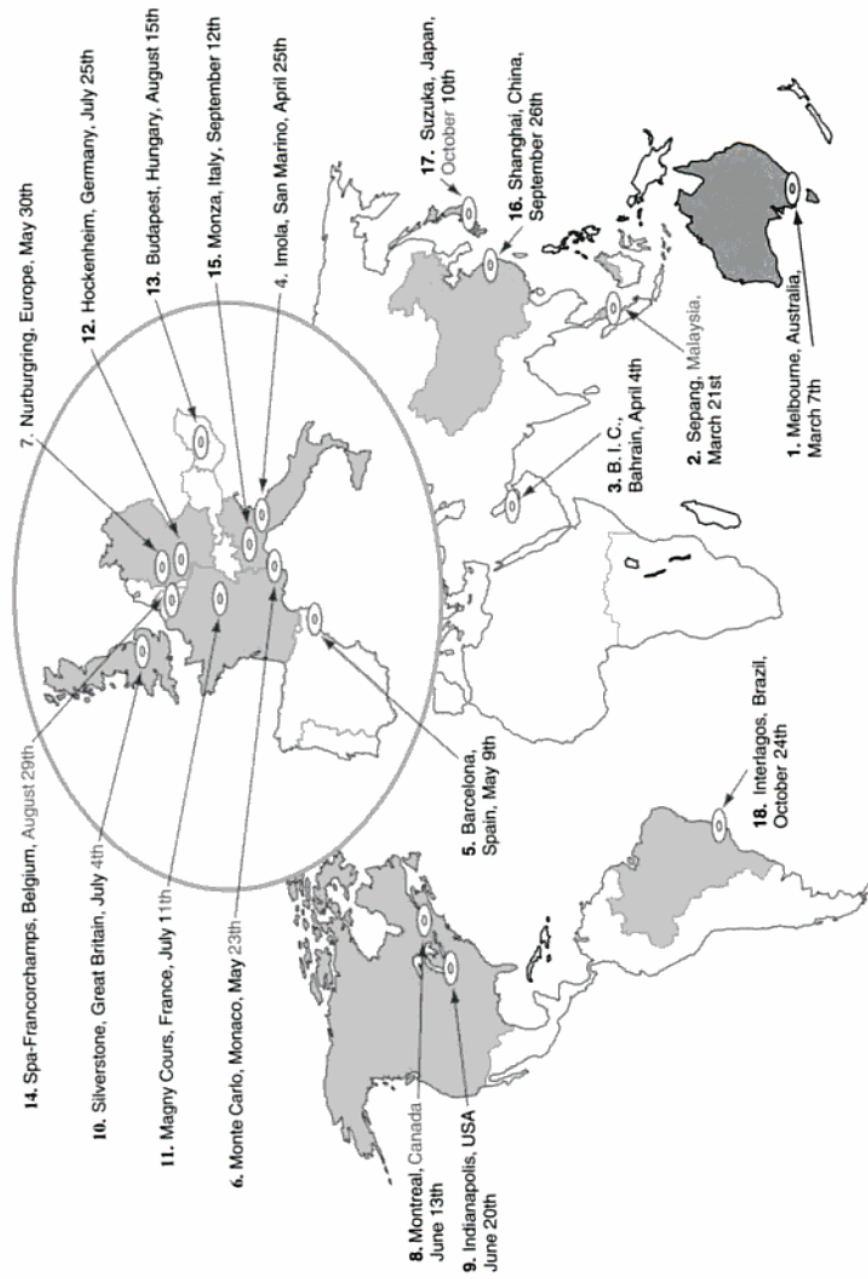 14. Spa-Francorchamps, Belgium, August 29th
10. Silverstone, Great Britain, July 4th
11. Magny Cours, France, July 11th
6. Monte Carlo, Monaco, May 23th
7. Nurburgring, Europe, May 30th
12. Hockenheim, Germany, July 25th
13. Budapest, Hungary, August 15th
15. Monza, Italy, September 12th
4. Imola, San Marino, April 25th
8. Montreal, Canada
June 13th
9. Indianapolis, USA
June 20th
5. Barcelona,
Spain, May 9th
17. Suzuka, Japan,
October 10th
16. Shanghai, China,
September 26th
3. B. I. C.,
Bahrain, April 4th
2. Sepang, Malaysia,
March 21st
18. Interlagos, Brazil,
October 24th
1. Melbourne, Australia,
March 7th